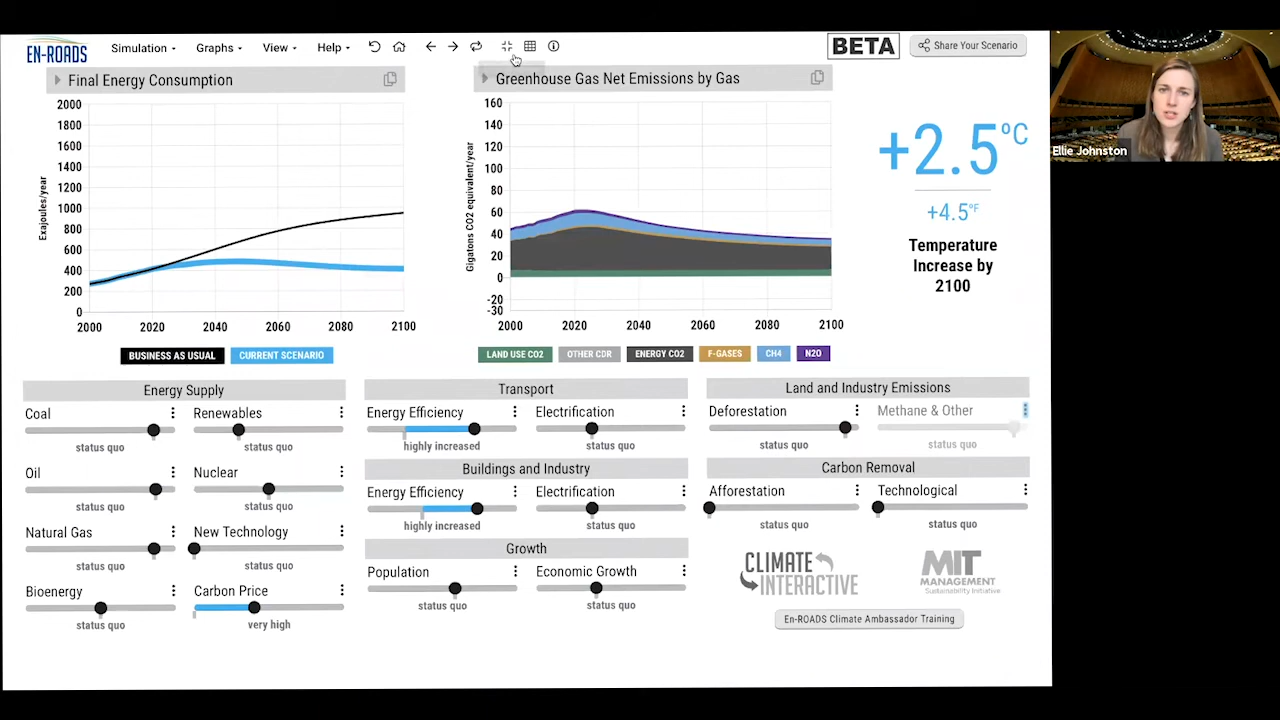 EN-ROADS
Simulation
Graphs
View
Help
BETA
Share Your Scenario
Final Energy Consumption
Greenhouse Gas Net Emissions by Gas
2000
1800
1600
1400
1200
1000
800
600
400
200
0
Exajoules/year
2000 2020 2040 2060 2080 2100
BUSINESS AS USUAL
CURRENT SCENARIO
160
140
120
100
80
60
40
20
0
-20
-30
Gigatons CO2 equivalent/year
2000 2020 2040 2060 2080 2100
LAND USE CO2
OTHER CDR
ENERGY CO2
F-GASES
CH4
N2O
+2.5°C
+4.5°F
Temperature
Increase by
2100
Ellie Johnston
Energy Supply
Coal
status quo
Renewables
status quo
Oil
status quo
Nuclear
status quo
Natural Gas
status quo
New Technology
status quo
Bioenergy
status quo
Carbon Price
very high
Transport
Energy Efficiency
highly increased
Electrification
status quo
Buildings and Industry
Energy Efficiency
highly increased
Electrification
status quo
Growth
Population
status quo
Economic Growth
status quo
Land and Industry Emissions
Deforestation
status quo
Methane & Other
status quo
Carbon Removal
Afforestation
status quo
Technological
status quo
CLIMATE
INTERACTIVE
MIT
MANAGEMENT
Sustainability Initiative
En-ROADS Climate Ambassador Training